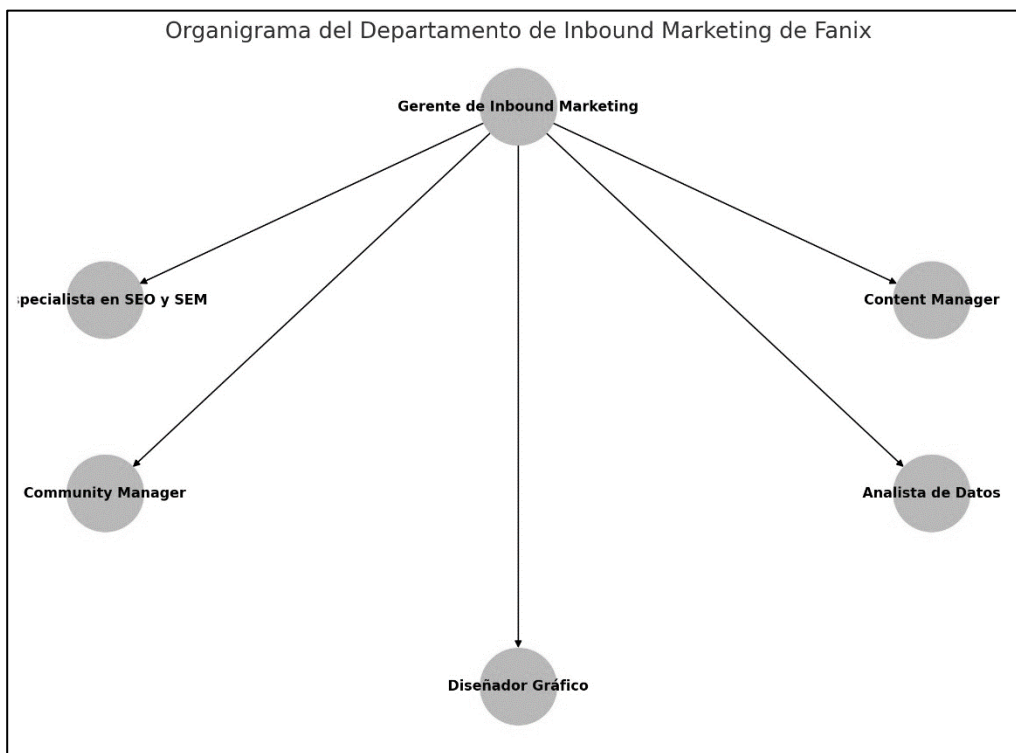 Organigrama del Departamento de Inbound Marketing de Fanix
Gerente de Inbound Marketing
specialista en SEO y SEM
Content Manager
Community Manager
Analista de Datos
Diseñador Gráfico